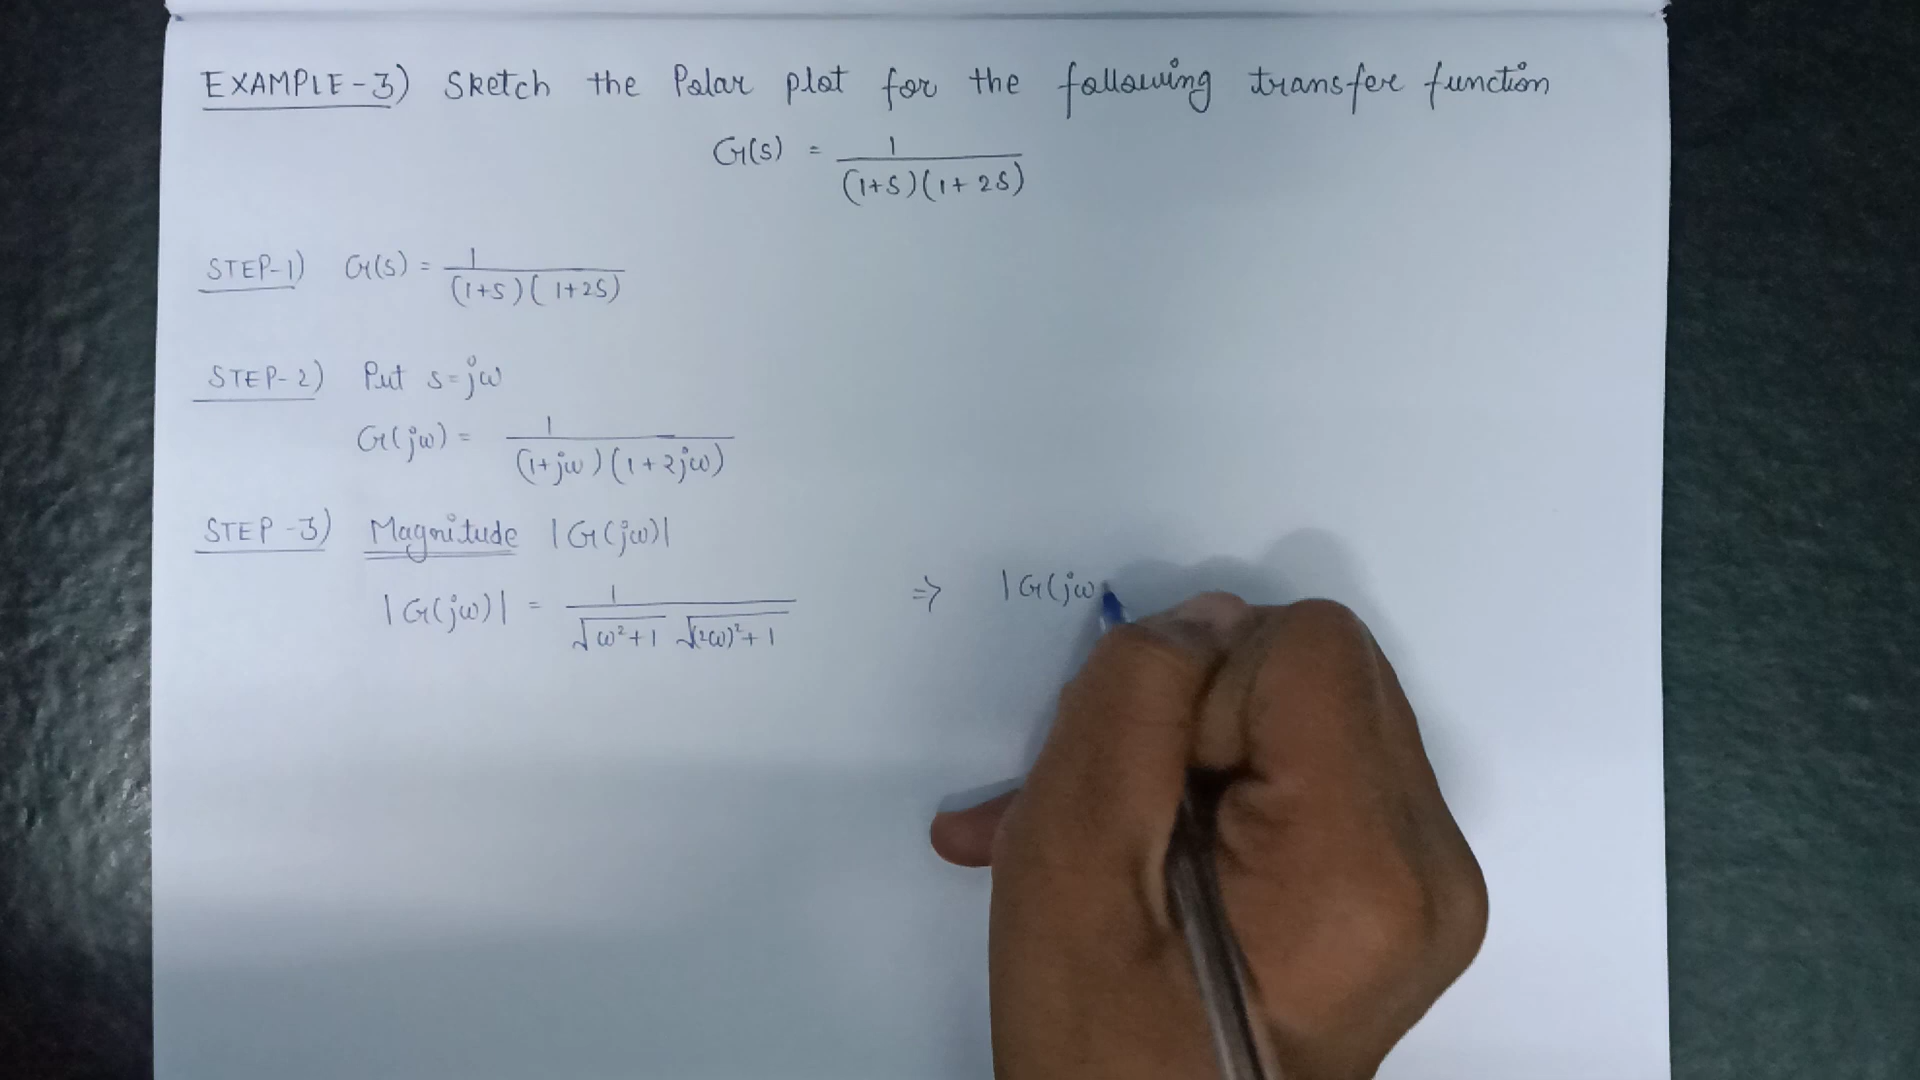 EXAMPLE-3) Sketch the Polar plot for the following transfer function
G(s) = 1 / (1+S)(1+2S)
STEP-1) G(s) = 1 / (1+S)(1+2S)
STEP-2) Put s=jω
G(jω) = 1 / (1+jω)(1+2jω)
STEP-3) Magnitude |G(jω)|
|G(jω)| = 1 / √ω²+1 √(2ω)²+1 ⇒ |G(jω